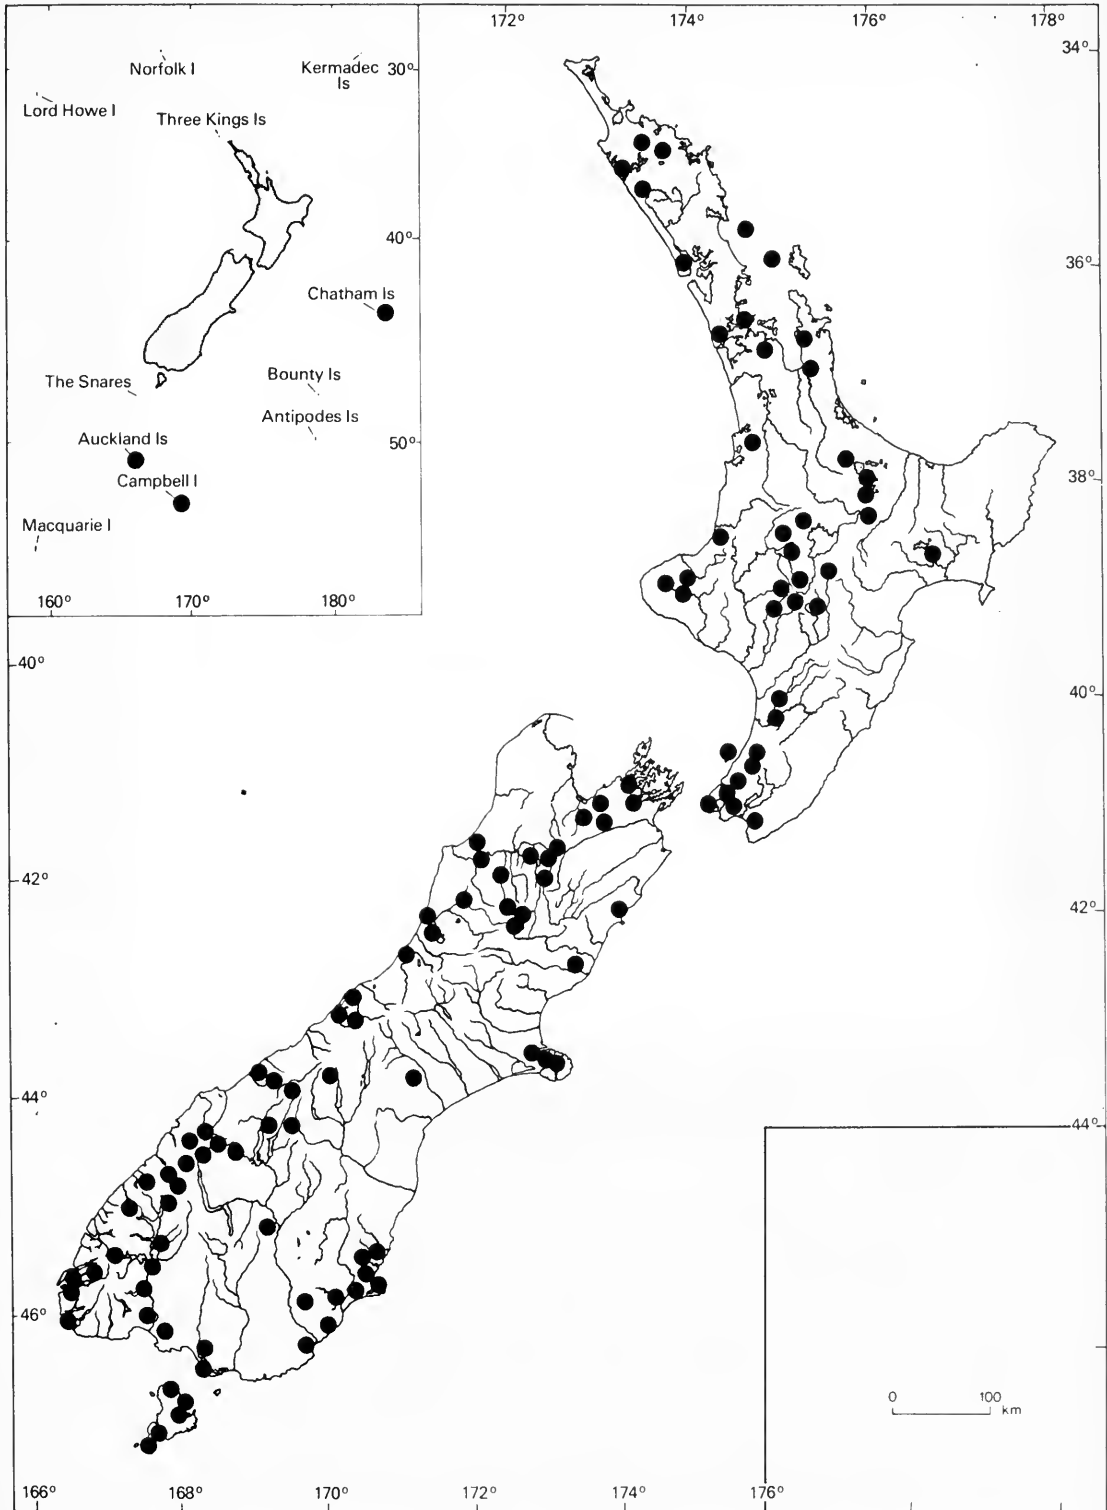 172° 174° 176° 178°
34°
Norfolk I
Kermadec Is
30°
Lord Howe I
Three Kings Is
40°
36°
Chatham Is
The Snares
Bounty Is
Antipodes Is
Auckland Is
50°
Campbell I
38°
Macquarie I
160° 170° 180°
40°
40°
42°
42°
44°
44°
46°
0 100
km
166° 168° 170° 172° 174° 176°